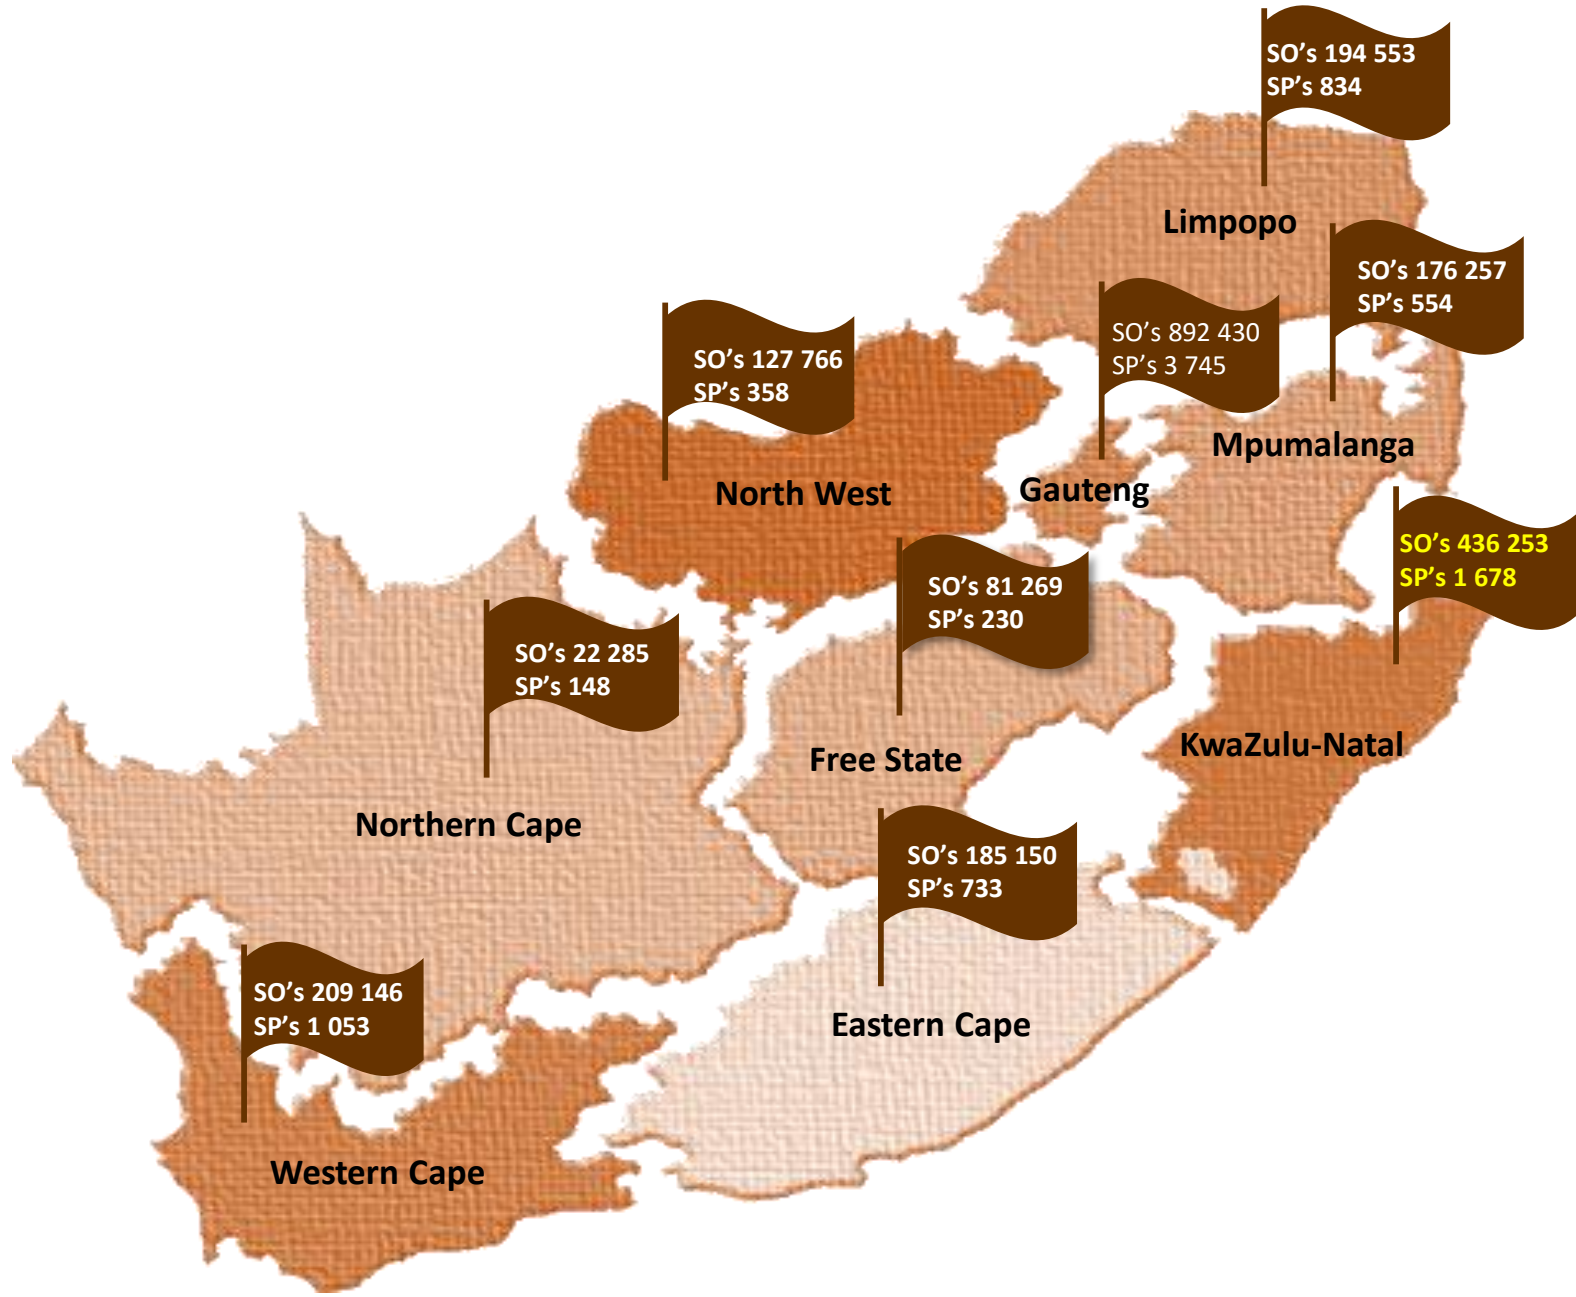 SO's 194 553
SP's 834
Limpopo
SO's 176 257
SP's 554
Mpumalanga
SO's 892 430
SP's 3 745
Gauteng
SO's 127 766
SP's 358
North West
SO's 436 253
SP's 1 678
KwaZulu-Natal
SO's 81 269
SP's 230
Free State
SO's 22 285
SP's 148
Northern Cape
SO's 185 150
SP's 733
Eastern Cape
SO's 209 146
SP's 1 053
Western Cape